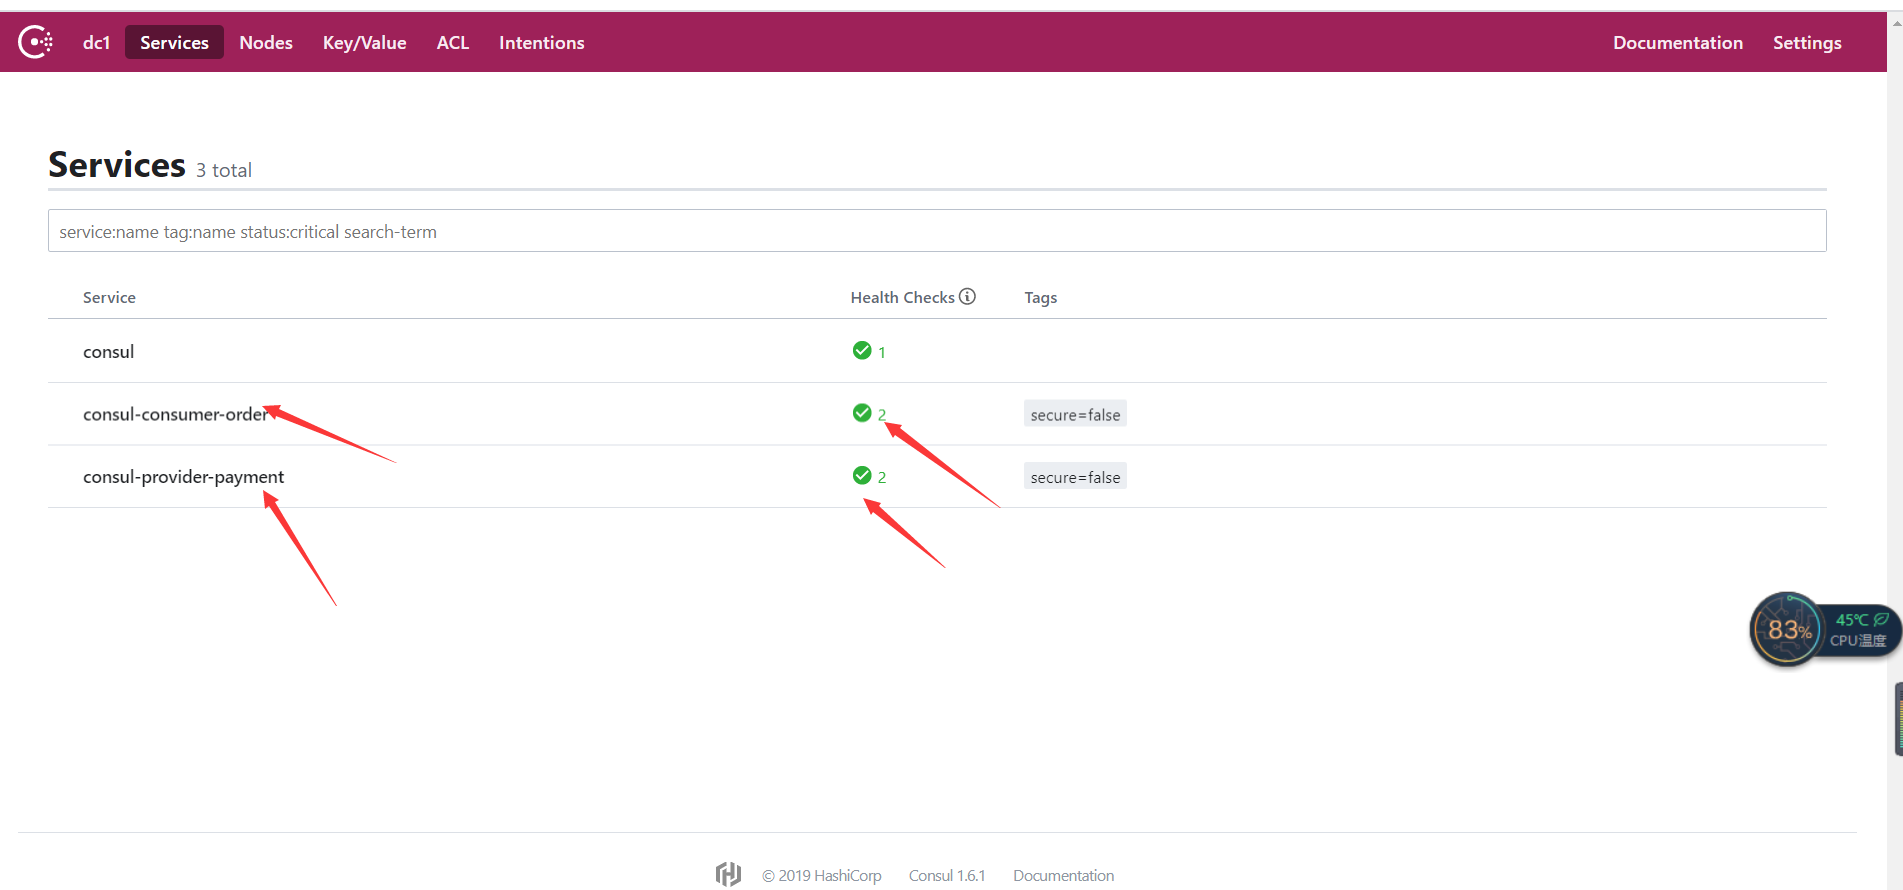 dc1 Services Nodes Key/Value ACL Intentions Documentation Settings
Services 3 total
service:name tag:name status:critical search-term
Service Health Checks Tags
consul 1
consul-consumer-order 2 secure=false
consul-provider-payment 2 secure=false
83% 45℃
CPU温度
© 2019 HashiCorp Consul 1.6.1 Documentation